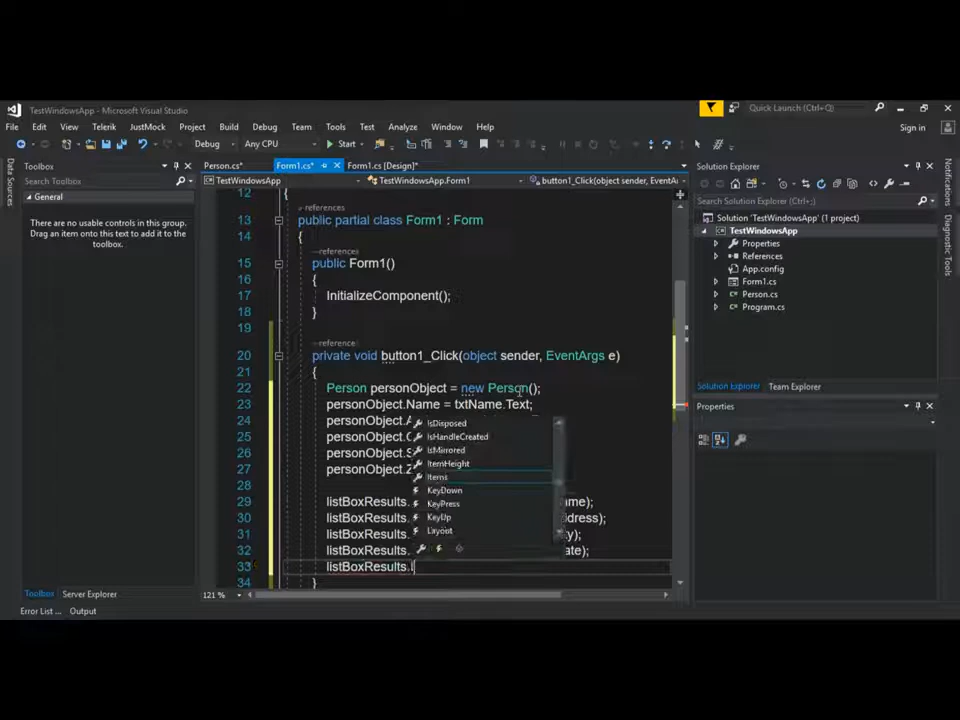 TestWindowsApp - Microsoft Visual Studio
Quick Launch (Ctrl+Q)
File Edit View Telerik JustMock Project Build Debug Team Tools Test Analyze Window Help
Sign in
Debug Any CPU Start
Data Sources
Toolbox
Search Toolbox
General
There are no usable controls in this group.
Drag an item onto this text to add it to the
toolbox.
Toolbox Server Explorer
Error List ... Output
Person.cs* Form1.cs* Form1.cs [Design]*
TestWindowsApp TestWindowsApp.Form1 button1_Click(object sender, EventAr
12 {
references
13 public partial class Form1 : Form
14 {
references
15 public Form1()
16 {
17 InitializeComponent();
18 }
19
reference
20 private void button1_Click(object sender, EventArgs e)
21 {
22 Person personObject = new Person();
23 personObject.Name = txtName.Text;
24 personObject.A
25 personObject.C
26 personObject.S
27 personObject.Z
28
29 listBoxResults. ame);
30 listBoxResults. dress);
31 listBoxResults. ty);
32 listBoxResults. ate);
33 listBoxResults.I
34 }
IsDisposed
IsHandleCreated
IsMirrored
ItemHeight
Items
KeyDown
KeyPress
KeyUp
Layout
121 %
Solution Explorer
Search Solution Explorer (Ctrl+;)
Solution 'TestWindowsApp' (1 project)
TestWindowsApp
Properties
References
App.config
Form1.cs
Person.cs
Program.cs
Solution Explorer Team Explorer
Properties
Notifications
Diagnostic Tools